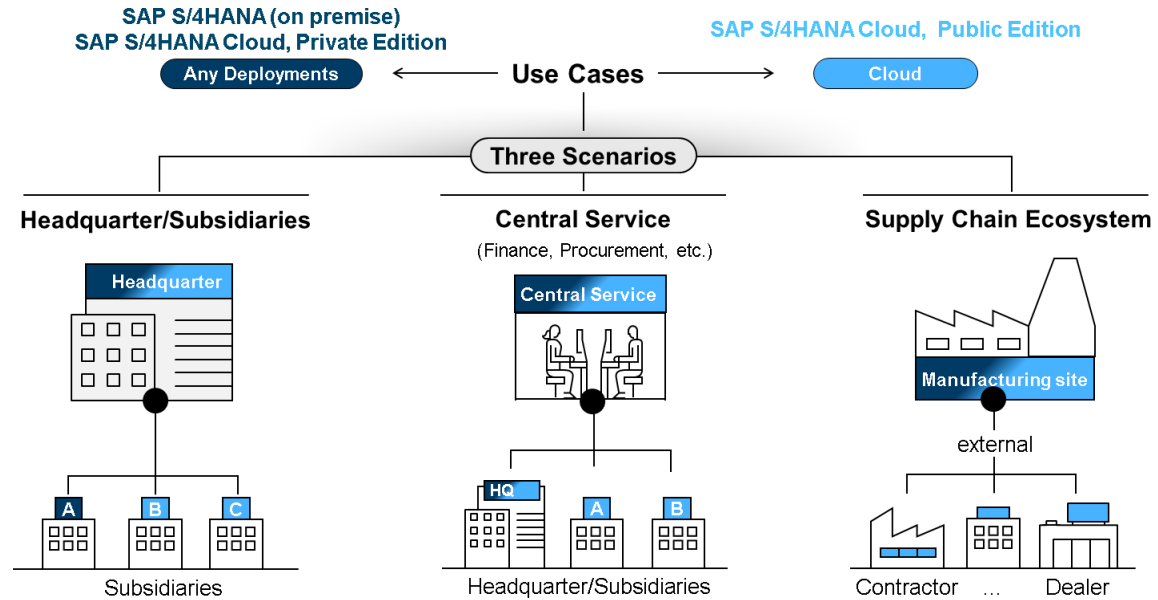 SAP S/4HANA (on premise)
SAP S/4HANA Cloud, Private Edition
SAP S/4HANA Cloud, Public Edition
Any Deployments
Use Cases
Cloud
Three Scenarios
Headquarter/Subsidiaries
Central Service
(Finance, Procurement, etc.)
Supply Chain Ecosystem
Headquarter
Central Service
Manufacturing site
external
A
B
C
HQ
A
B
Subsidiaries
Headquarter/Subsidiaries
Contractor
...
Dealer